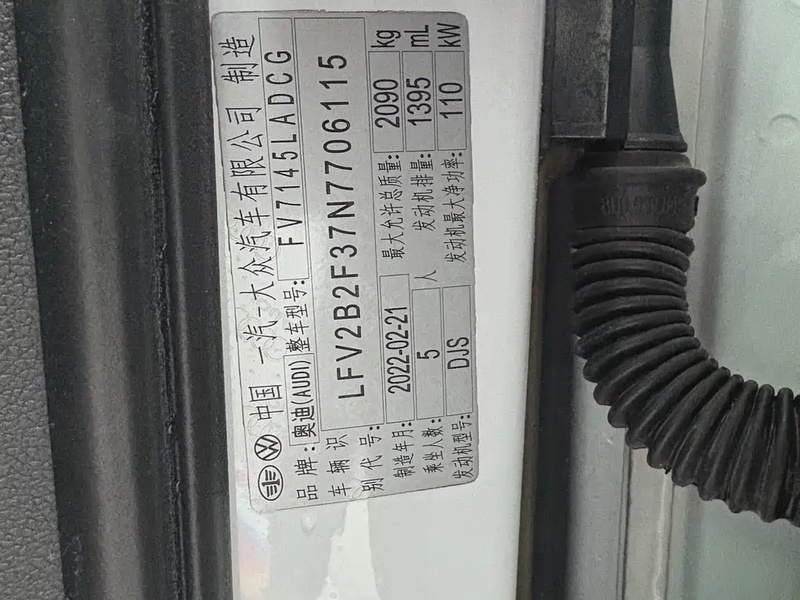 中国 一汽-大众汽车有限公司 制造
品牌: 奥迪(AUDI) 整车型号: FV7145LADCG
车辆识别代号: LFV2B2F37N7706115
制造年月: 2022-02-21 最大允许总质量: 2090 kg
乘坐人数: 5 人 发动机排量: 1395 mL
发动机型号: DJS 发动机最大净功率: 110 kW